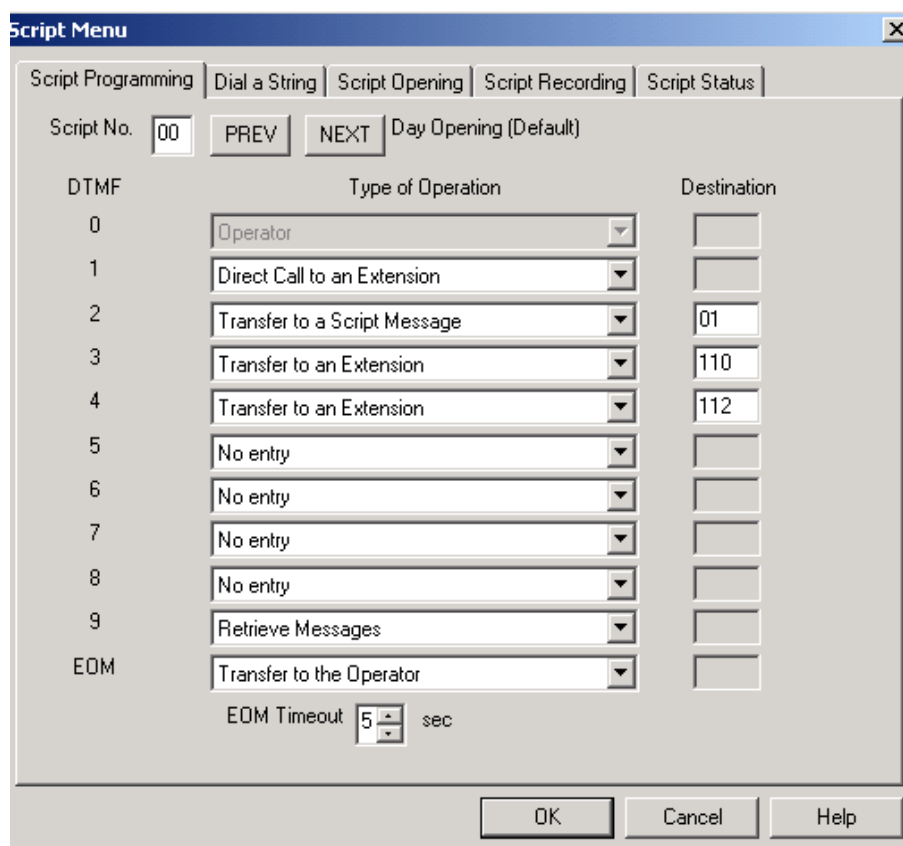 Script Menu
Script Programming Dial a String Script Opening Script Recording Script Status
Script No. 00 PREV NEXT Day Opening (Default)
DTMF Type of Operation Destination
0 Operator
1 Direct Call to an Extension
2 Transfer to a Script Message 01
3 Transfer to an Extension 110
4 Transfer to an Extension 112
5 No entry
6 No entry
7 No entry
8 No entry
9 Retrieve Messages
EOM Transfer to the Operator
EOM Timeout 5 sec
OK Cancel Help